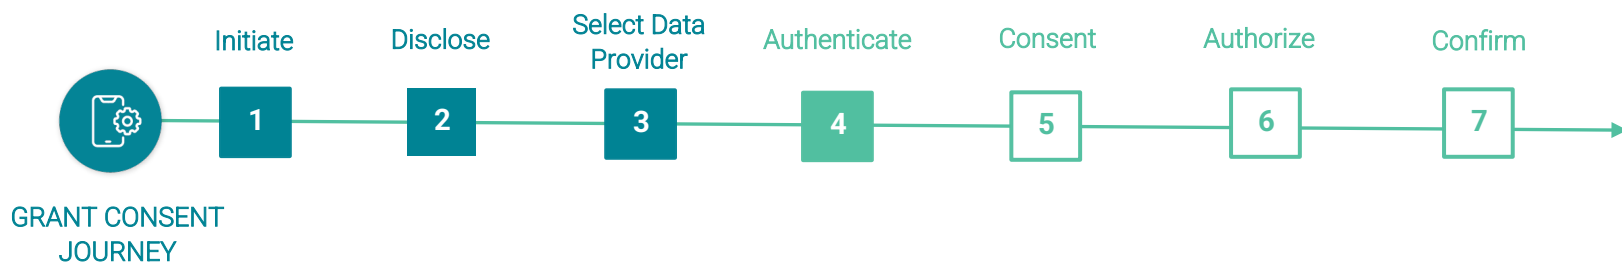 Initiate
Disclose
Select Data
Provider
Authenticate
Consent
Authorize
Confirm
1
2
3
4
5
6
7
GRANT CONSENT
JOURNEY